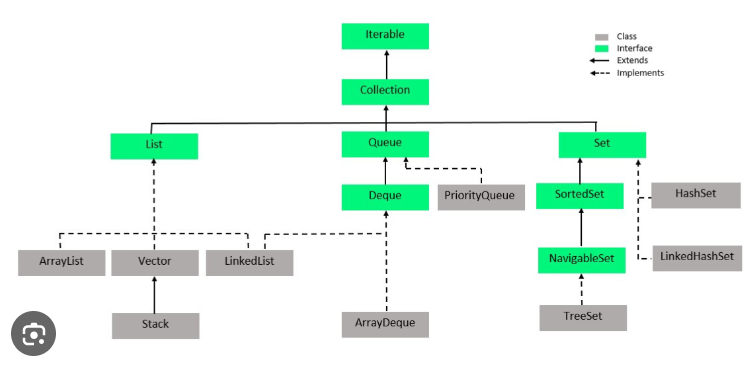 Iterable
Class
Interface
Extends
Implements
Collection
List
Queue
Set
Deque
PriorityQueue
SortedSet
HashSet
ArrayList
Vector
LinkedList
NavigableSet
LinkedHashSet
Stack
ArrayDeque
TreeSet